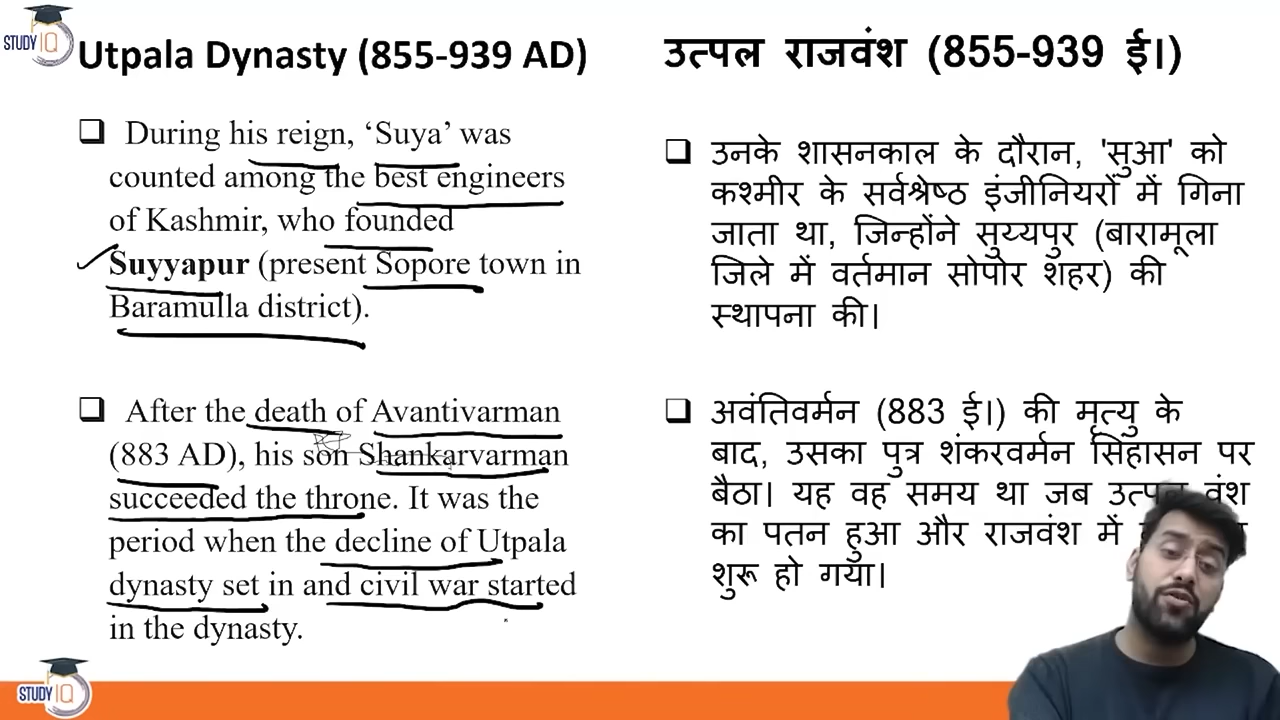 STUDY IQ
Utpala Dynasty (855-939 AD)
During his reign, ‘Suya’ was
counted among the best engineers
of Kashmir, who founded
Suyyapur (present Sopore town in
Baramulla district).
After the death of Avantivarman
(883 AD), his son Shankarvarman
succeeded the throne. It was the
period when the decline of Utpala
dynasty set in and civil war started
in the dynasty.
उत्पल राजवंश (855-939 ई।)
उनके शासनकाल के दौरान, 'सुआ' को
कश्मीर के सर्वश्रेष्ठ इंजीनियरों में गिना
जाता था, जिन्होंने सुय्यपुर (बारामूला
जिले में वर्तमान सोपोर शहर) की
स्थापना की।
अवंतिवर्मन (883 ई।) की मृत्यु के
बाद, उसका पुत्र शंकरवर्मन सिंहासन पर
बैठा। यह वह समय था जब उत्पल वंश
का पतन हुआ और राजवंश में
शुरू हो गया।
STUDY IQ